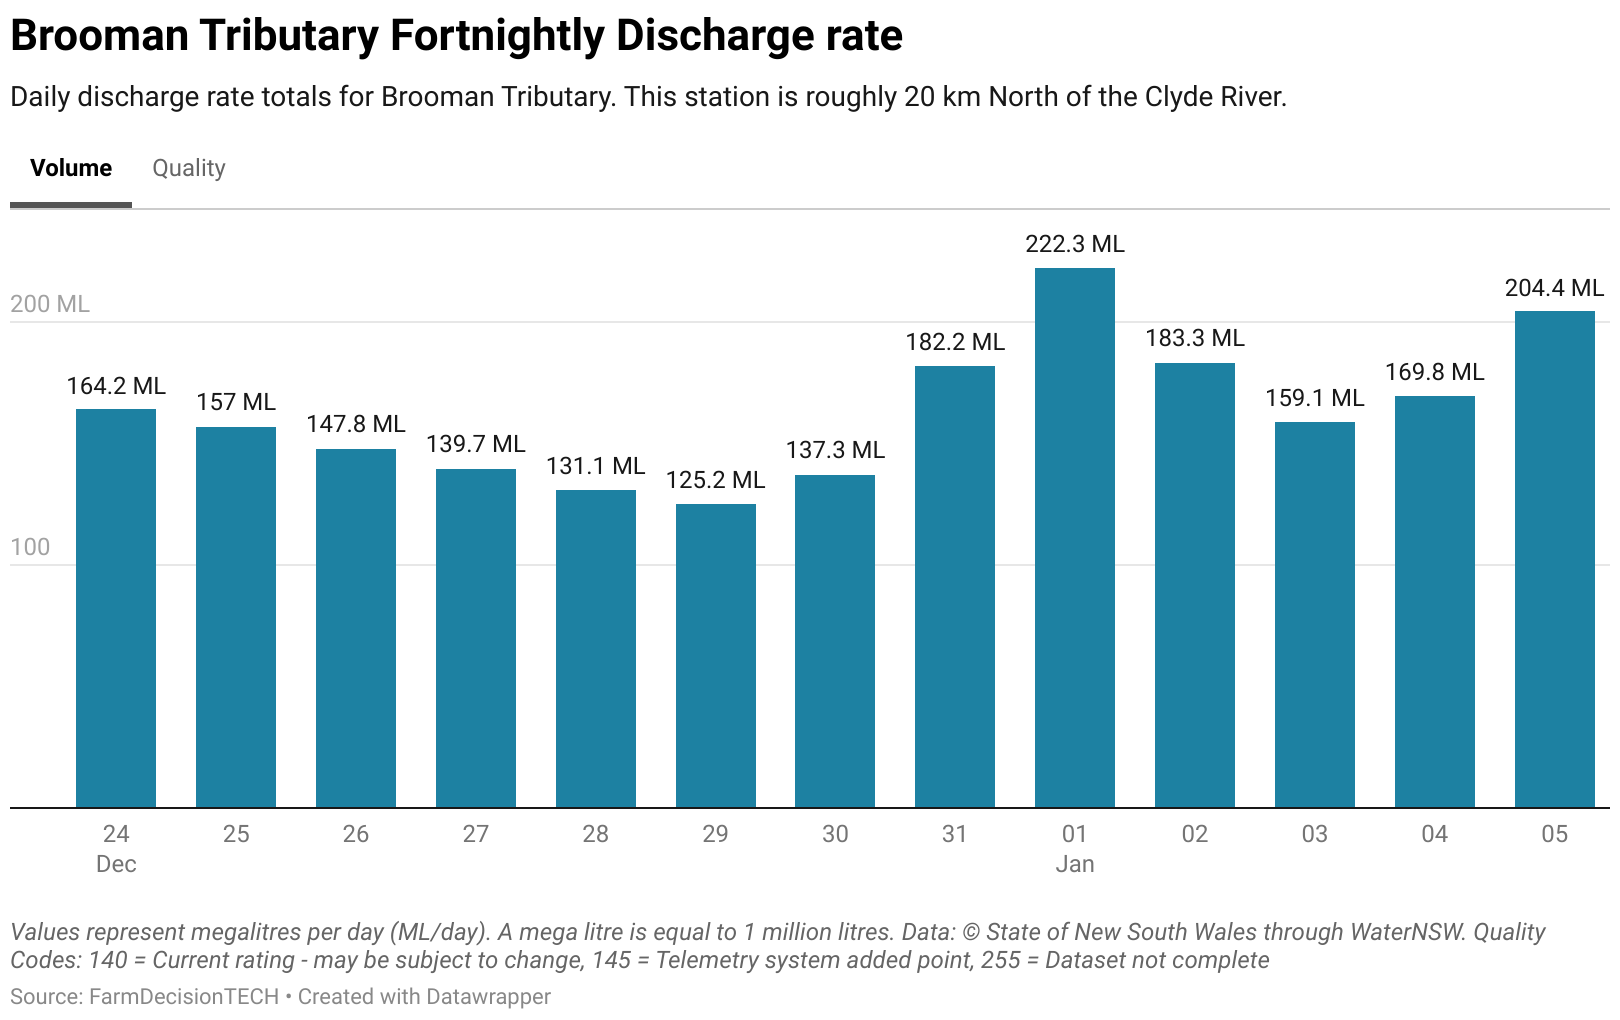 Brooman Tributary Fortnightly Discharge rate
Daily discharge rate totals for Brooman Tributary. This station is roughly 20 km North of the Clyde River.
Volume Quality
222.3 ML
204.4 ML
200 ML
183.3 ML
182.2 ML
169.8 ML
164.2 ML
159.1 ML
157 ML
147.8 ML
139.7 ML
137.3 ML
131.1 ML
125.2 ML
100
24 25 26 27 28 29 30 31 01 02 03 04 05
Dec Jan
Values represent megalitres per day (ML/day). A mega litre is equal to 1 million litres. Data: © State of New South Wales through WaterNSW. Quality
Codes: 140 = Current rating - may be subject to change, 145 = Telemetry system added point, 255 = Dataset not complete
Source: FarmDecisionTECH • Created with Datawrapper